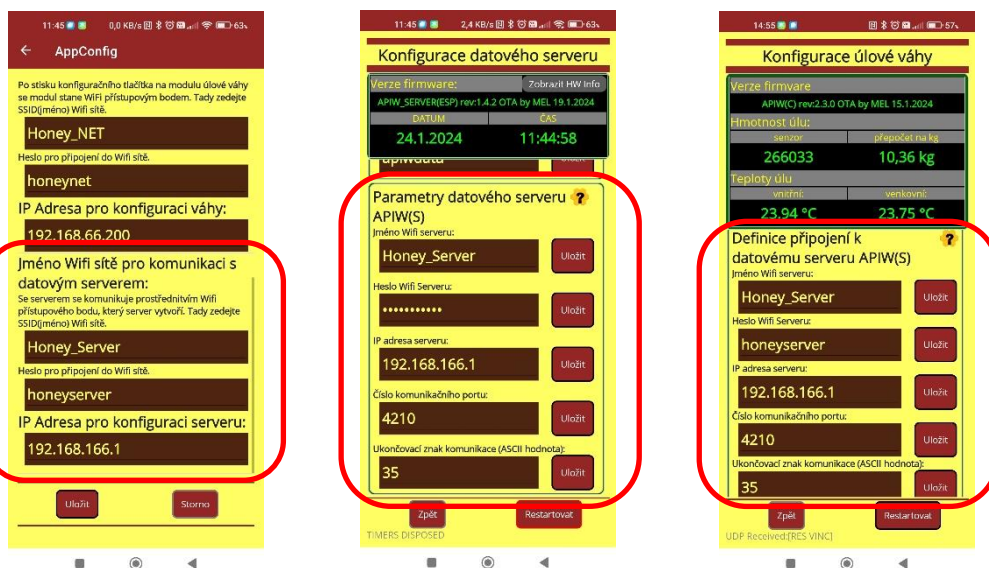 11:45 0,0 KB/s 63%
AppConfig
Po stisku konfiguračního tlačítka na modulu úlové váhy
se modul stane WiFi přístupovým bodem. Tady zedejte
SSID(jméno) Wifi sítě.
Honey_NET
Heslo pro připojení do Wifi sítě.
honeynet
IP Adresa pro konfiguraci váhy:
192.168.66.200
Jméno Wifi sítě pro komunikaci s
datovým serverem:
Se serverem se komunikuje prostřednitvím Wifi
přístupového bodu, který server vytvoří. Tady zedejte
SSID(jméno) Wifi sítě.
Honey_Server
Heslo pro připojení do Wifi sítě.
honeyserver
IP Adresa pro konfiguraci serveru:
192.168.166.1
Uložit Storno
11:45 2,4 KB/s 63%
Konfigurace datového serveru
Verze firmware: Zobrazit HW Info
APIW_SERVER(ESP) rev:1.4.2 OTA by MEL 19.1.2024
DATUM ČAS
24.1.2024 11:44:58
apiwdata
Parametry datového serveru ?
APIW(S)
Jméno Wifi serveru:
Honey_Server Uložit
Heslo Wifi Serveru:
••••••••••• Uložit
IP adresa serveru:
192.168.166.1 Uložit
Číslo komunikačního portu:
4210 Uložit
Ukončovací znak komunikace (ASCII hodnota):
35 Uložit
Zpět Restartovat
TIMERS DISPOSED
14:55 57%
Konfigurace úlové váhy
Verze firmware
APIW(C) rev:2.3.0 OTA by MEL 15.1.2024
Hmotnost úlu:
senzor přepočet na kg
266033 10,36 kg
Teploty úlu
vnitřní: venkovní:
23.94 °C 23.75 °C
Definice připojení k ?
datovému serveru APIW(S)
Jméno Wifi serveru:
Honey_Server Uložit
Heslo Wifi Serveru:
honeyserver Uložit
IP adresa serveru:
192.168.166.1 Uložit
Číslo komunikačního portu:
4210 Uložit
Ukončovací znak komunikace (ASCII hodnota):
35 Uložit
Zpět Restartovat
UDP Received:[RES VINC]